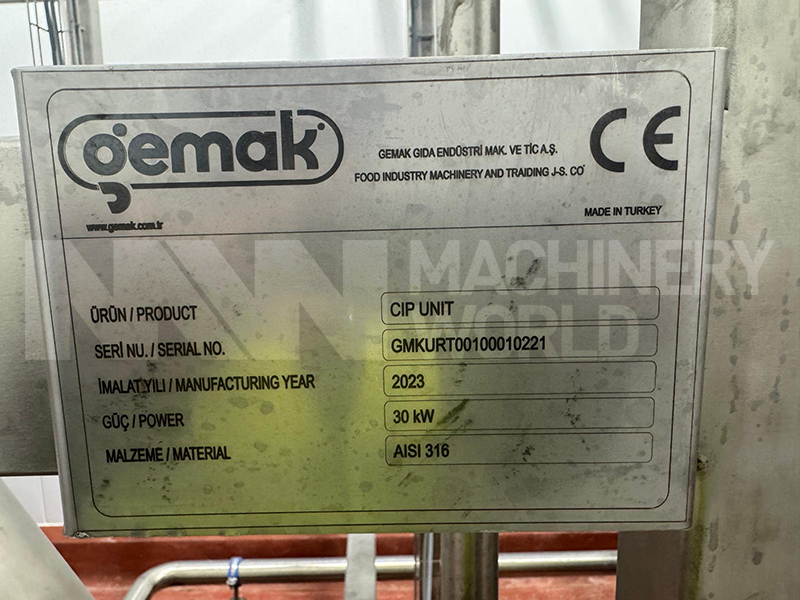 gemak
www.gemak.com.tr
GEMAK GIDA ENDÜSTRİ MAK. VE TİC A.Ş.
FOOD INDUSTRY MACHINERY AND TRAIDING J-S. CO
CE
MADE IN TURKEY
MW MACHINERY
WORLD
ÜRÜN / PRODUCT CIP UNIT
SERİ NU. / SERIAL NO. GMKURT00100010221
İMALAT YILI / MANUFACTURING YEAR 2023
GÜÇ / POWER 30 kW
MALZEME / MATERIAL AISI 316